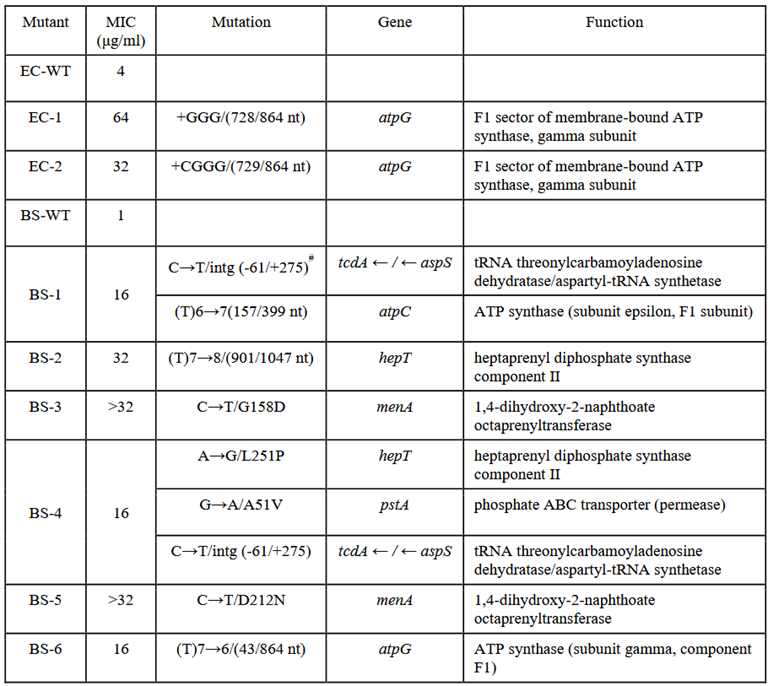 Mutant MIC (μg/ml) Mutation Gene Function
EC-WT 4
EC-1 64 +GGG/(728/864 nt) atpG F1 sector of membrane-bound ATP
synthase, gamma subunit
EC-2 32 +CGGG/(729/864 nt) atpG F1 sector of membrane-bound ATP
synthase, gamma subunit
BS-WT 1
BS-1 16 C→T/intg (-61/+275)# tcdA ← / ← aspS tRNA threonylcarbamoyladenosine
dehydratase/aspartyl-tRNA synthetase
(T)6→7(157/399 nt) atpC ATP synthase (subunit epsilon, F1 subunit)
BS-2 32 (T)7→8/(901/1047 nt) hepT heptaprenyl diphosphate synthase
component II
BS-3 >32 C→T/G158D menA 1,4-dihydroxy-2-naphthoate
octaprenyltransferase
BS-4 16 A→G/L251P hepT heptaprenyl diphosphate synthase
component II
G→A/A51V pstA phosphate ABC transporter (permease)
C→T/intg (-61/+275) tcdA ← / ← aspS tRNA threonylcarbamoyladenosine
dehydratase/aspartyl-tRNA synthetase
BS-5 >32 C→T/D212N menA 1,4-dihydroxy-2-naphthoate
octaprenyltransferase
BS-6 16 (T)7→6/(43/864 nt) atpG ATP synthase (subunit gamma, component
F1)